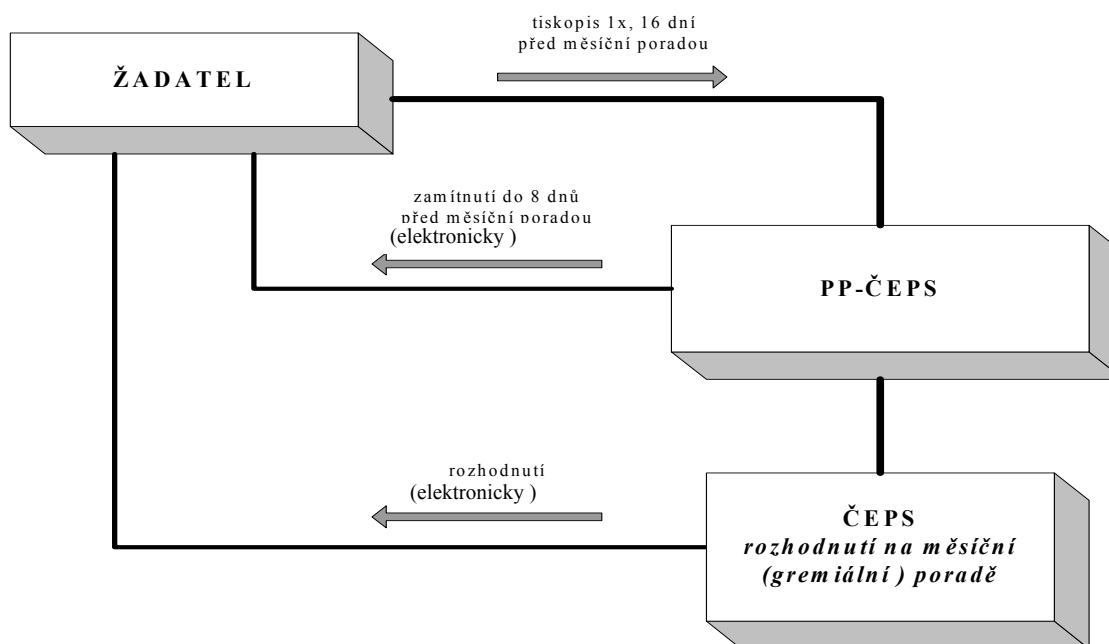 tiskopis 1x, 16 dní
před měsíční poradou
ŽADATEL
zamítnutí do 8 dnů
před měsíční poradou
(elektronicky )
PP-ČEPS
rozhodnutí
(elektronicky )
ČEPS
rozhodnutí na měsíční
(gremiální ) poradě